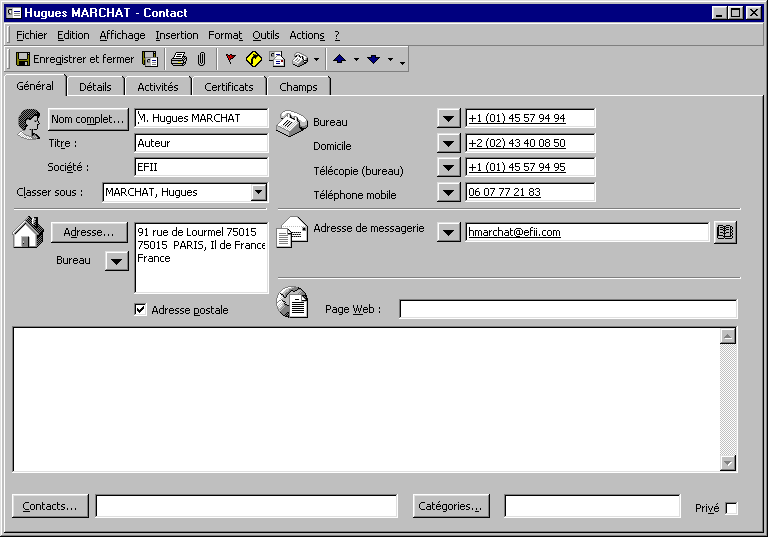 Hugues MARCHAT - Contact
Fichier Edition Affichage Insertion Format Outils Actions ?
Enregistrer et fermer
Général Détails Activités Certificats Champs
Nom complet... M. Hugues MARCHAT
Titre : Auteur
Société : EFII
Classer sous : MARCHAT, Hugues
Bureau +1 (01) 45 57 94 94
Domicile +2 (02) 43 40 08 50
Télécopie (bureau) +1 (01) 45 57 94 95
Téléphone mobile 06 07 77 21 83
Adresse... 91 rue de Lourmel 75015
75015 PARIS, Il de France
Bureau France
Adresse postale
Adresse de messagerie hmarchat@efii.com
Page Web :
Contacts... Catégories... Privé